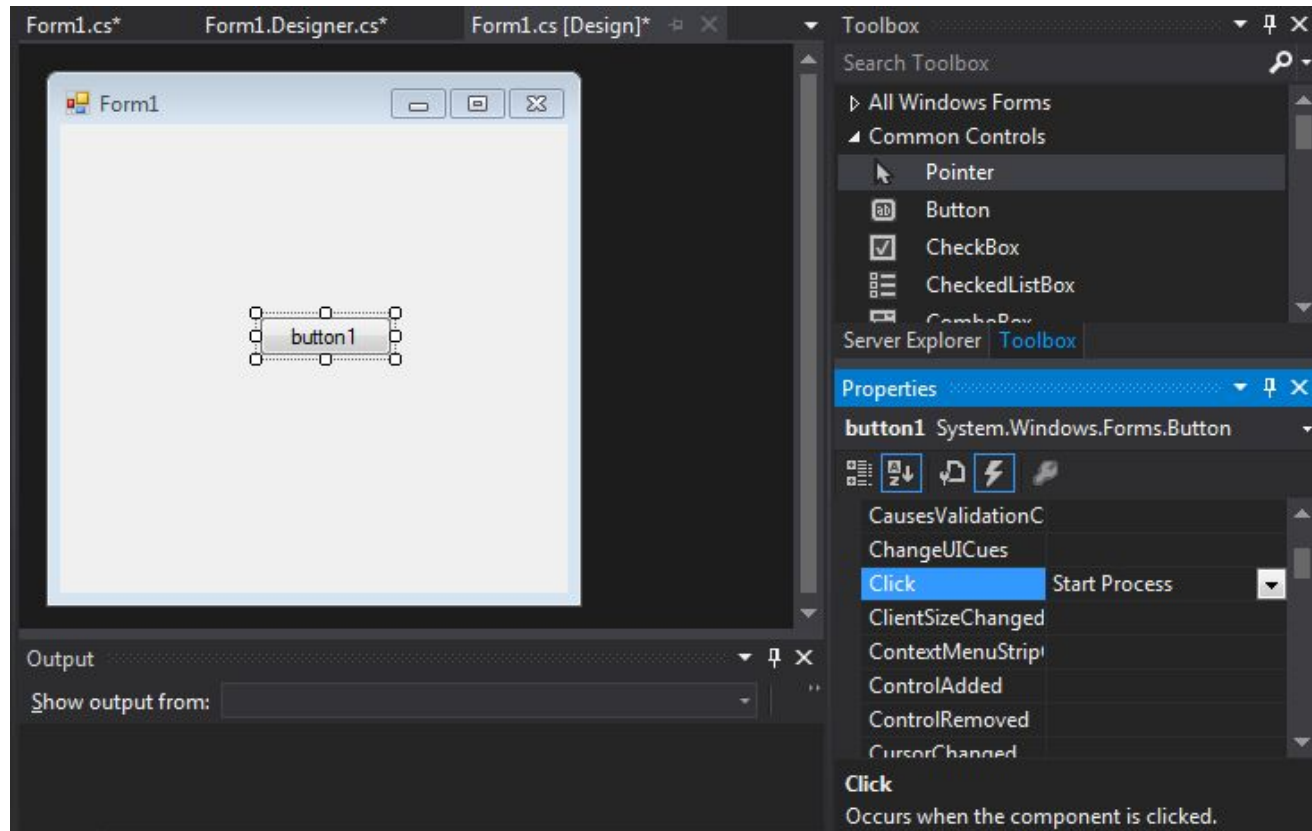 Form1.cs* Form1.Designer.cs* Form1.cs [Design]*
Form1
button1
Output
Show output from:
Toolbox
Search Toolbox
All Windows Forms
Common Controls
Pointer
Button
CheckBox
CheckedListBox
ComboBox
Server Explorer Toolbox
Properties
button1 System.Windows.Forms.Button
CausesValidationC
ChangeUICues
Click Start Process
ClientSizeChanged
ContextMenuStrip
ControlAdded
ControlRemoved
CursorChanged
Click
Occurs when the component is clicked.